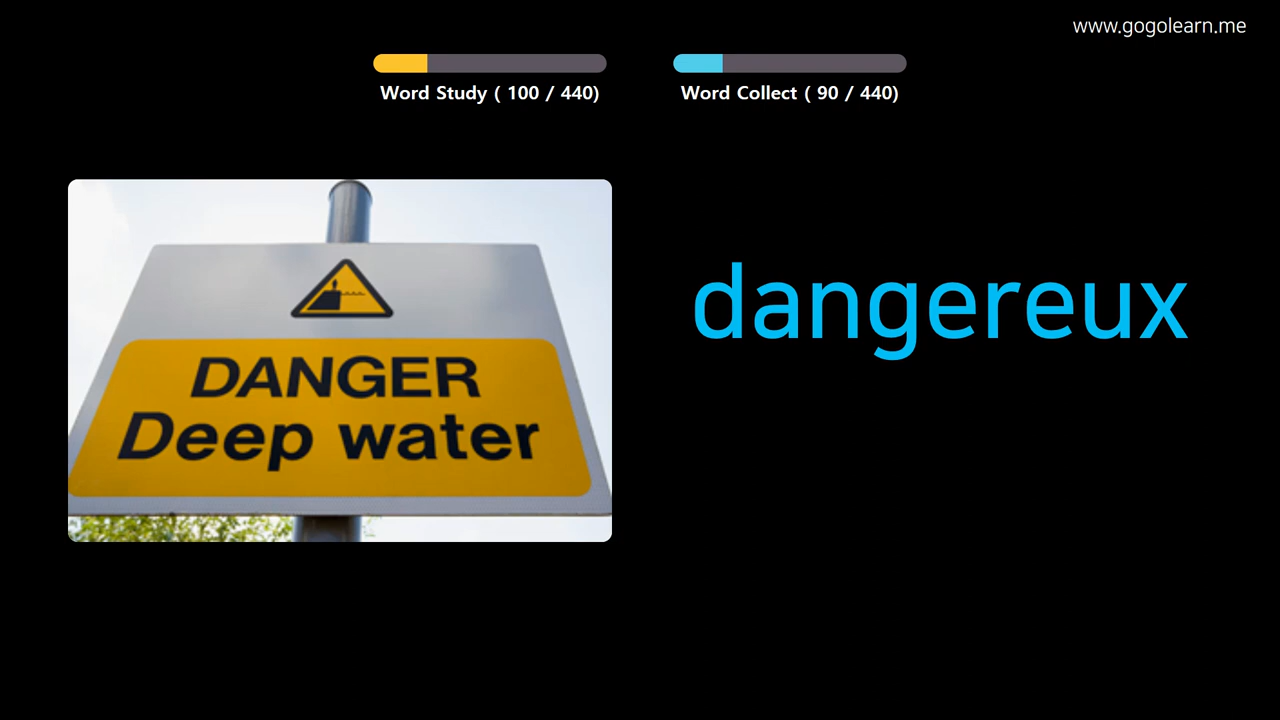 www.gogolearn.me
Word Study ( 100 / 440)
Word Collect ( 90 / 440)
DANGER
Deep water
dangereux